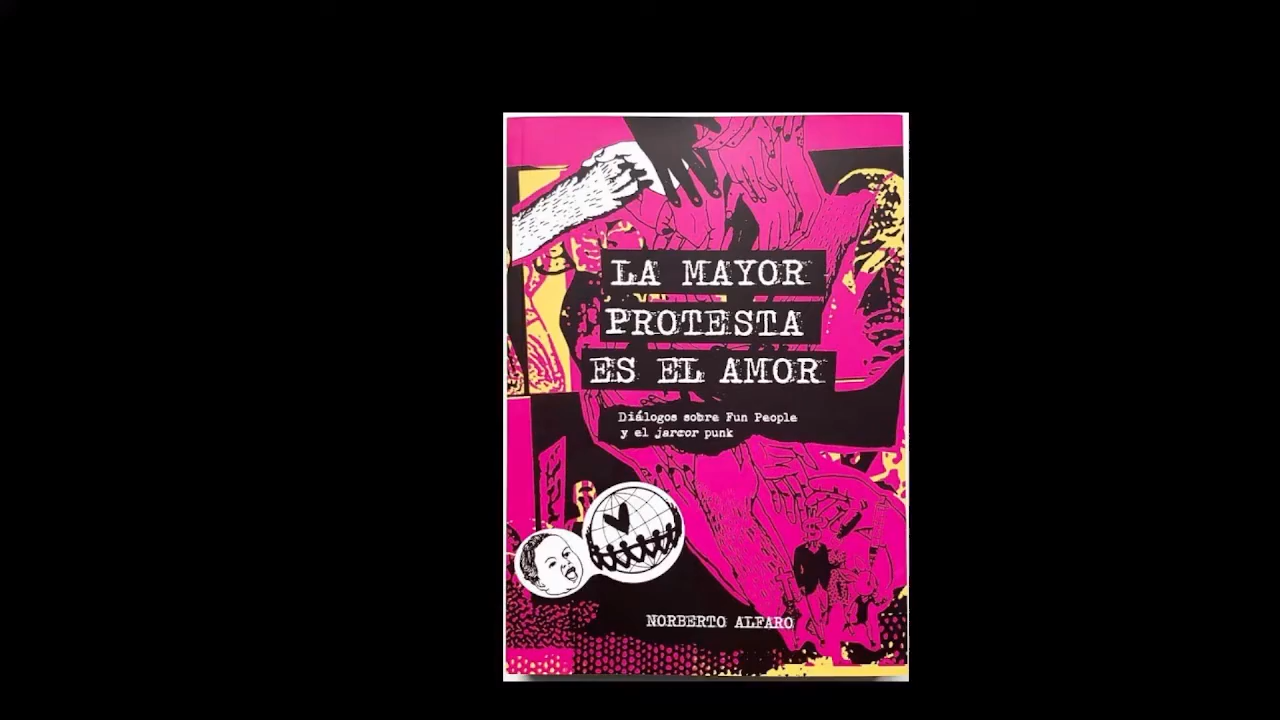 LA MAYOR
PROTESTA
ES EL AMOR
Diálogos sobre Fun People
y el jarcor punk
NORBERTO ALFARO